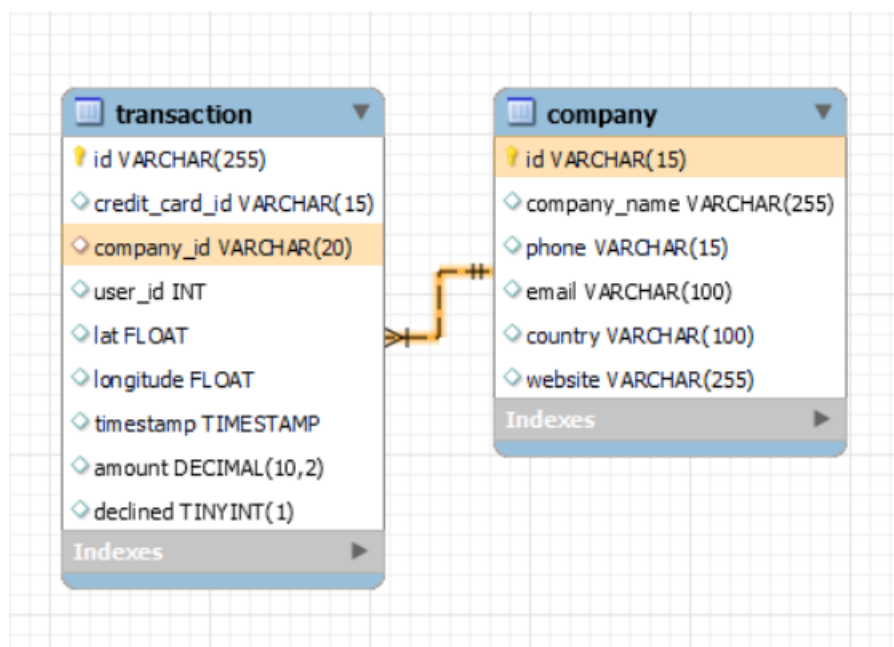 transaction
id VARCHAR(255)
credit_card_id VARCHAR(15)
company_id VARCHAR(20)
user_id INT
lat FLOAT
longitude FLOAT
timestamp TIMESTAMP
amount DECIMAL(10,2)
declined TINYINT(1)
Indexes
company
id VARCHAR(15)
company_name VARCHAR(255)
phone VARCHAR(15)
email VARCHAR(100)
country VARCHAR(100)
website VARCHAR(255)
Indexes